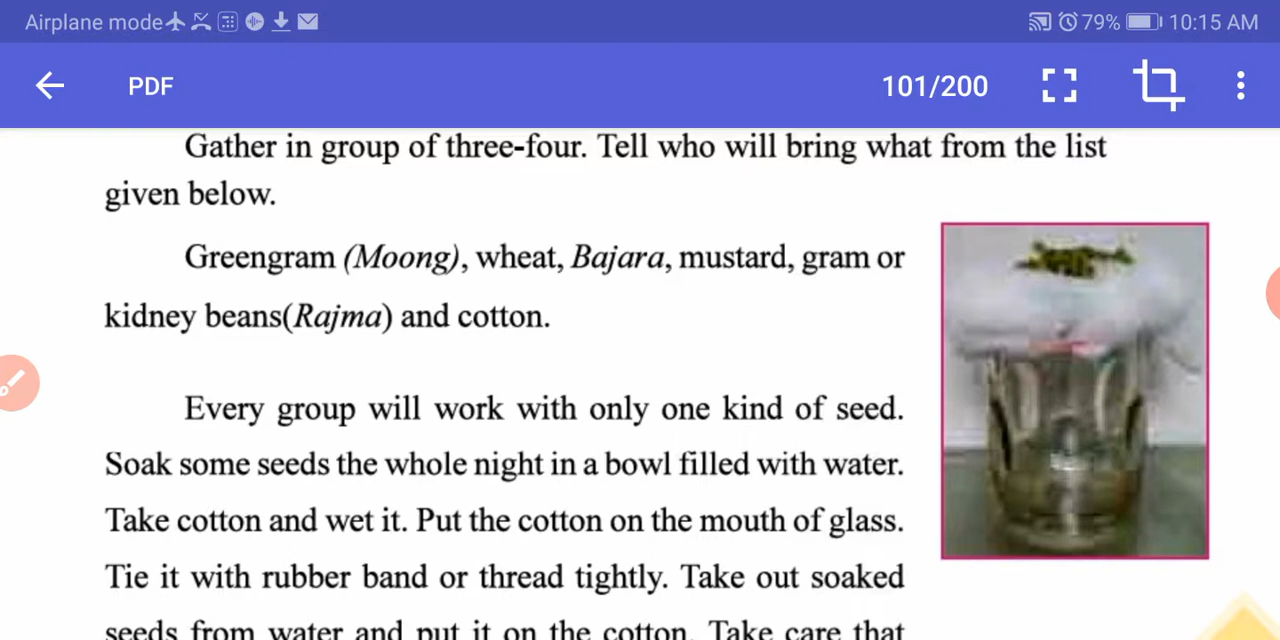 Airplane mode 79% 10:15 AM
PDF 101/200
Gather in group of three-four. Tell who will bring what from the list
given below.
Greengram (Moong), wheat, Bajara, mustard, gram or
kidney beans(Rajma) and cotton.
Every group will work with only one kind of seed.
Soak some seeds the whole night in a bowl filled with water.
Take cotton and wet it. Put the cotton on the mouth of glass.
Tie it with rubber band or thread tightly. Take out soaked
seeds from water and put it on the cotton. Take care that